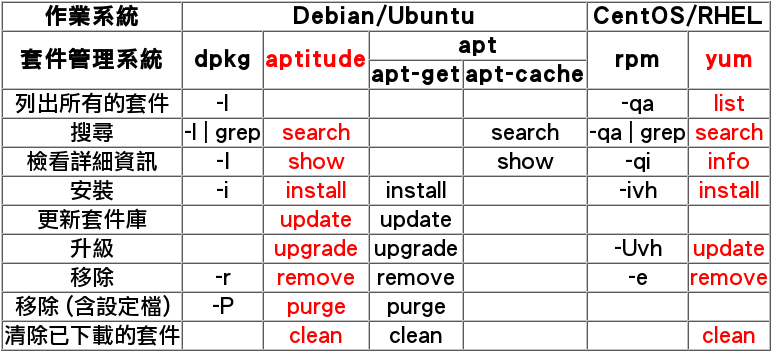 作業系統 Debian/Ubuntu CentOS/RHEL
套件管理系統 dpkg aptitude apt rpm yum
apt-get apt-cache
列出所有的套件 -l -qa list
搜尋 -l | grep search search -qa | grep search
檢看詳細資訊 -l show show -qi info
安裝 -i install install -ivh install
更新套件庫 update update
升級 upgrade upgrade -Uvh update
移除 -r remove remove -e remove
移除 (含設定檔) -P purge purge
清除已下載的套件 clean clean clean